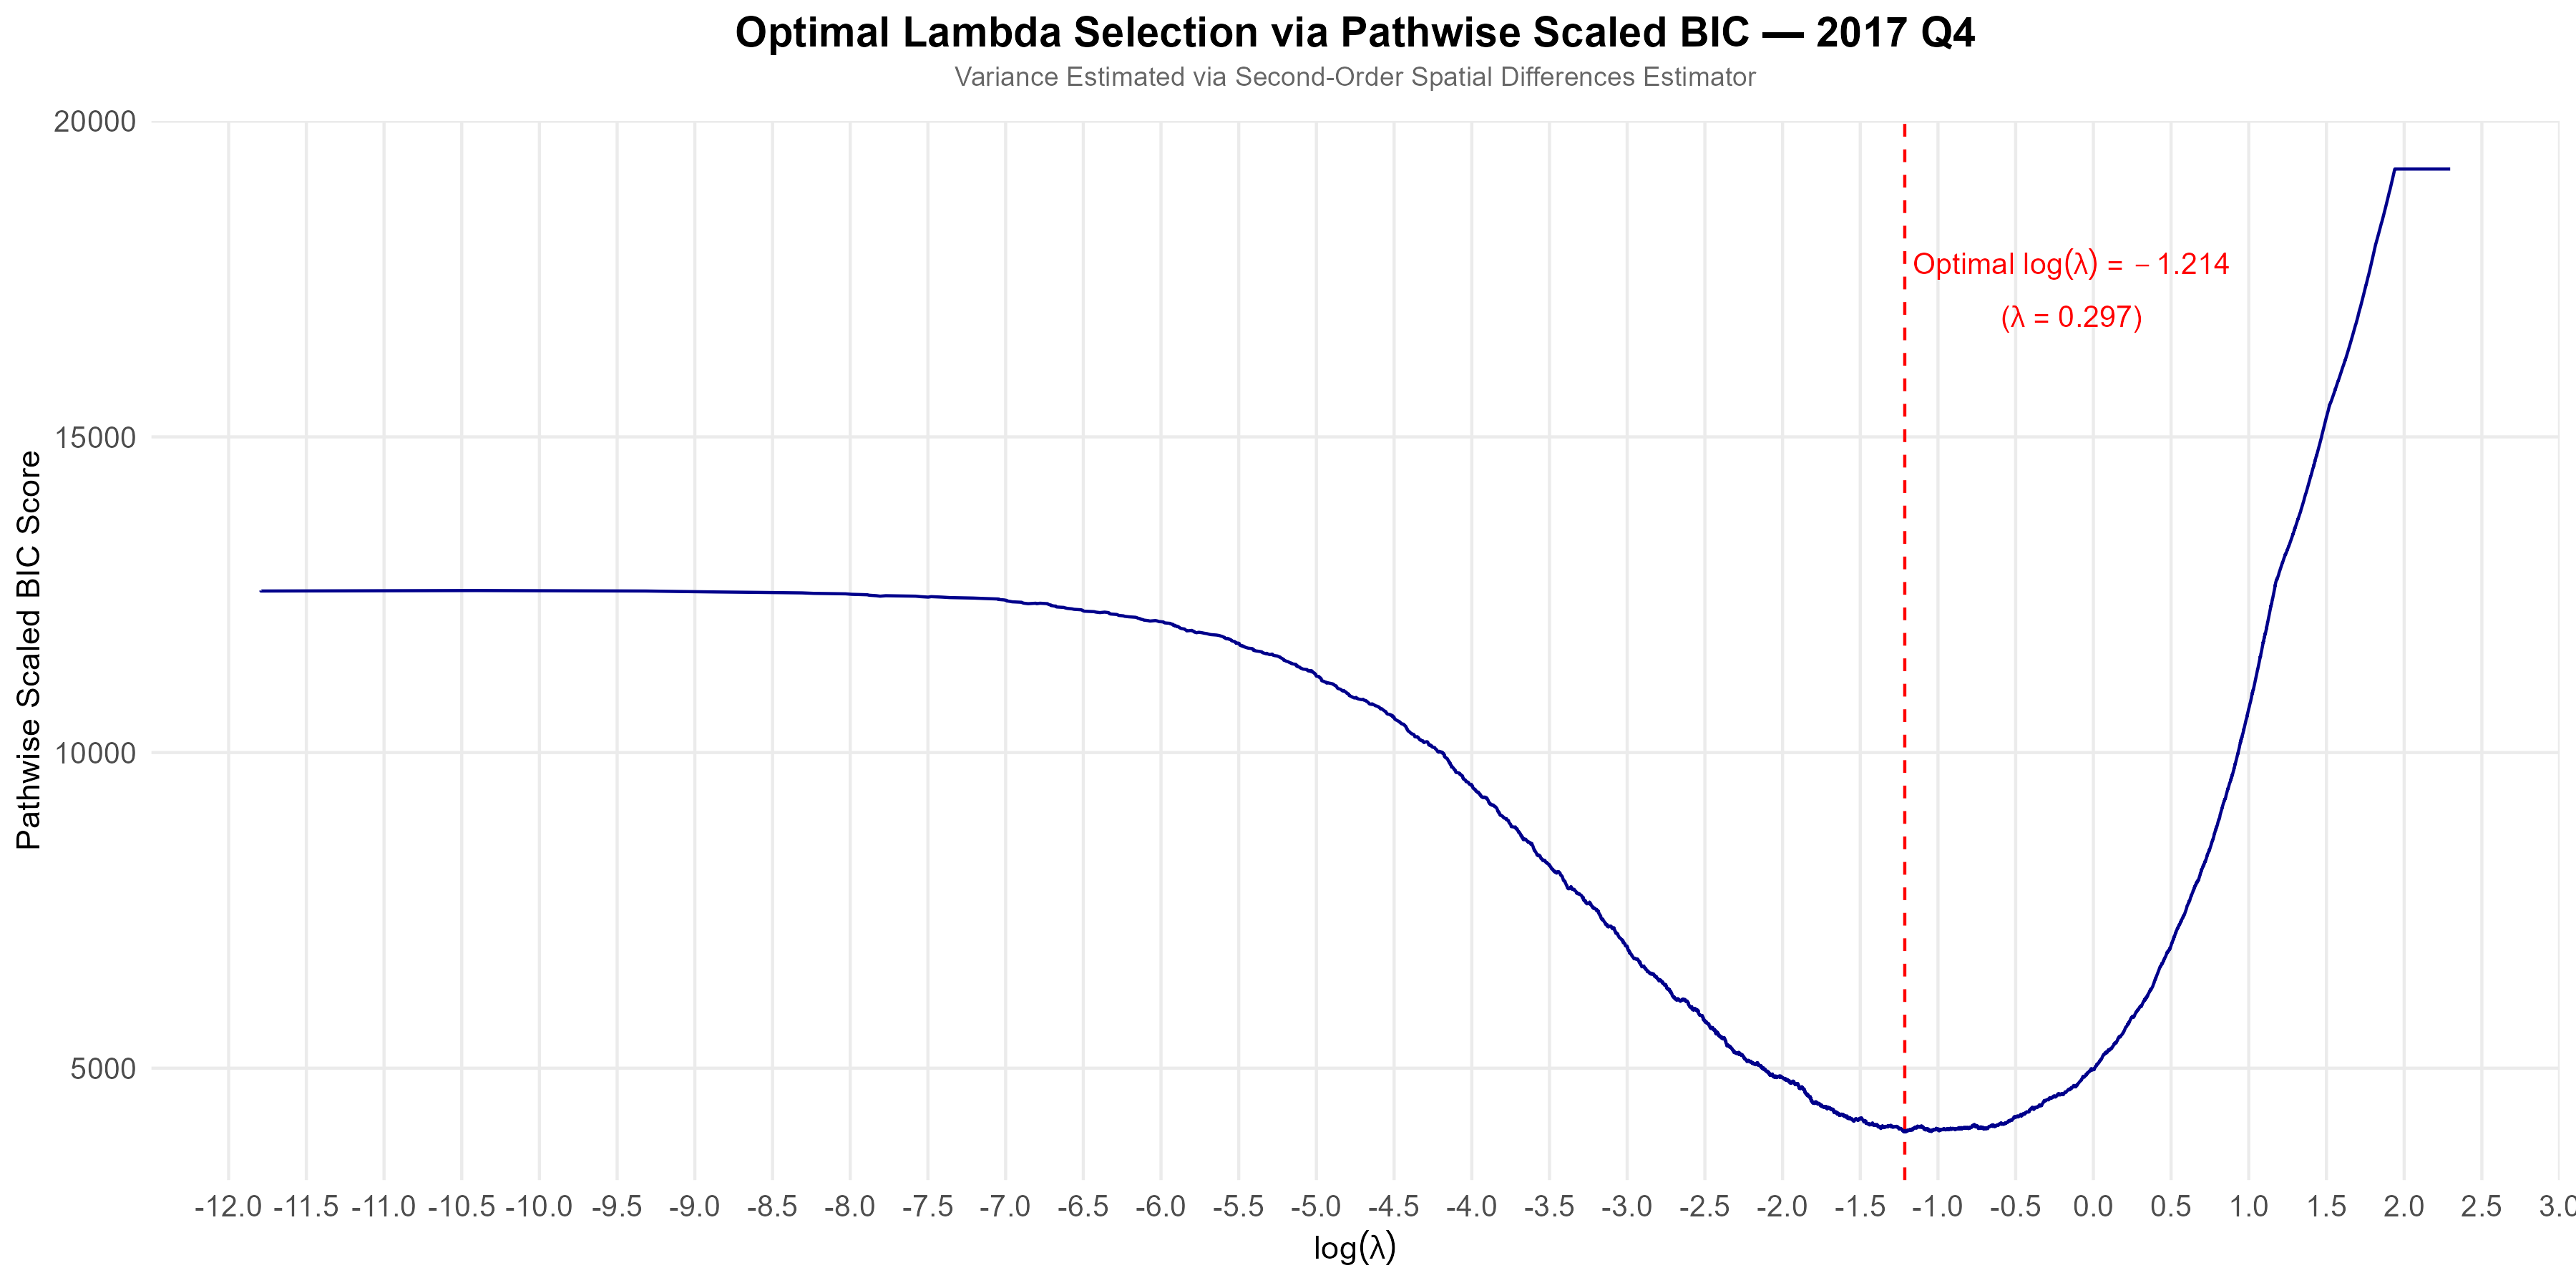 Optimal Lambda Selection via Pathwise Scaled BIC — 2017 Q4
Variance Estimated via Second-Order Spatial Differences Estimator
Pathwise Scaled BIC Score
20000
15000
10000
5000
Optimal log(λ) = − 1.214
(λ = 0.297)
-12.0 -11.5 -11.0 -10.5 -10.0 -9.5 -9.0 -8.5 -8.0 -7.5 -7.0 -6.5 -6.0 -5.5 -5.0 -4.5 -4.0 -3.5 -3.0 -2.5 -2.0 -1.5 -1.0 -0.5 0.0 0.5 1.0 1.5 2.0 2.5 3.0
log(λ)